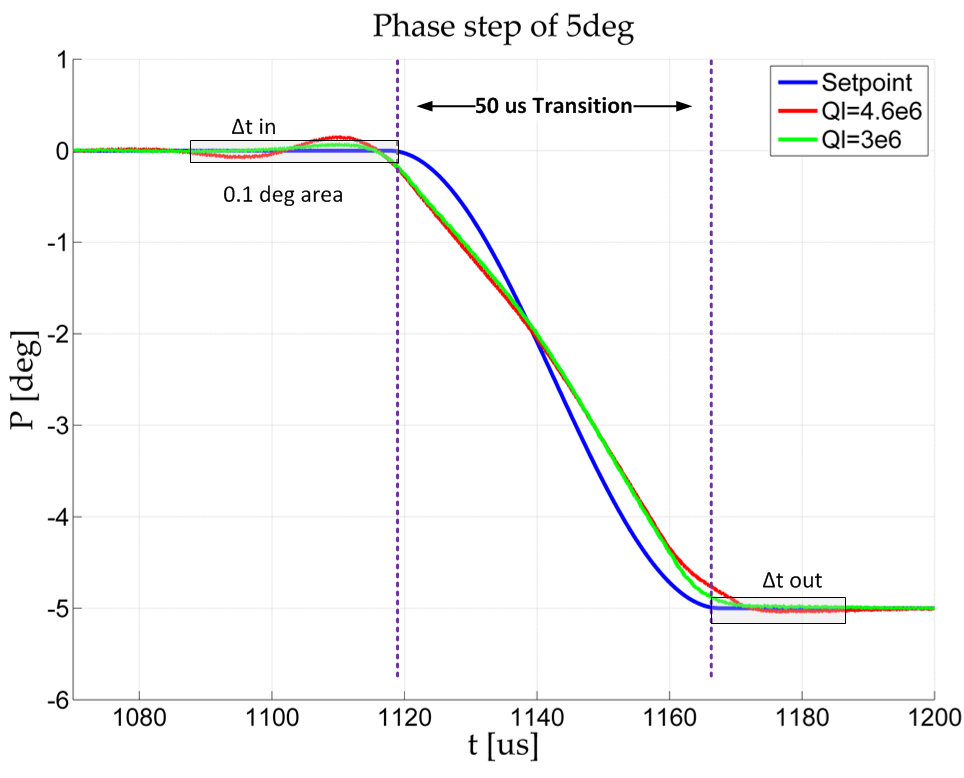 Phase step of 5deg
Setpoint
QI=4.6e6
QI=3e6
50 us Transition
Δt in
0.1 deg area
Δt out
P [deg]
1
0
-1
-2
-3
-4
-5
-6
1080
1100
1120
1140
1160
1180
1200
t [us]